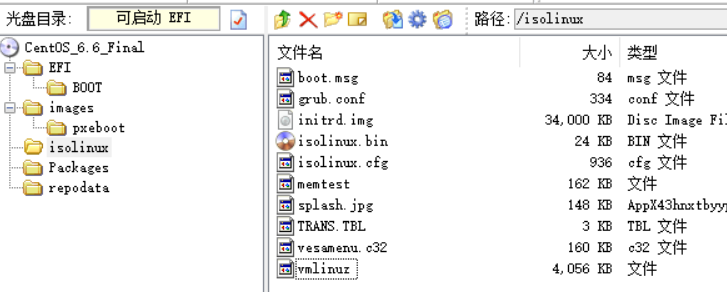 光盘目录: 可启动 EFI 路径: /isolinux
CentOS_6.6_Final
EFI
BOOT
images
pxeboot
isolinux
Packages
repodata
文件名 大小 类型
boot.msg 84 msg 文件
grub.conf 334 conf 文件
initrd.img 34,000 KB Disc Image Fi
isolinux.bin 24 KB BIN 文件
isolinux.cfg 936 cfg 文件
memtest 162 KB 文件
splash.jpg 148 KB AppX43hnxtbyyp
TRANS.TBL 3 KB TBL 文件
vesamenu.c32 160 KB c32 文件
vmlinuz 4,056 KB 文件